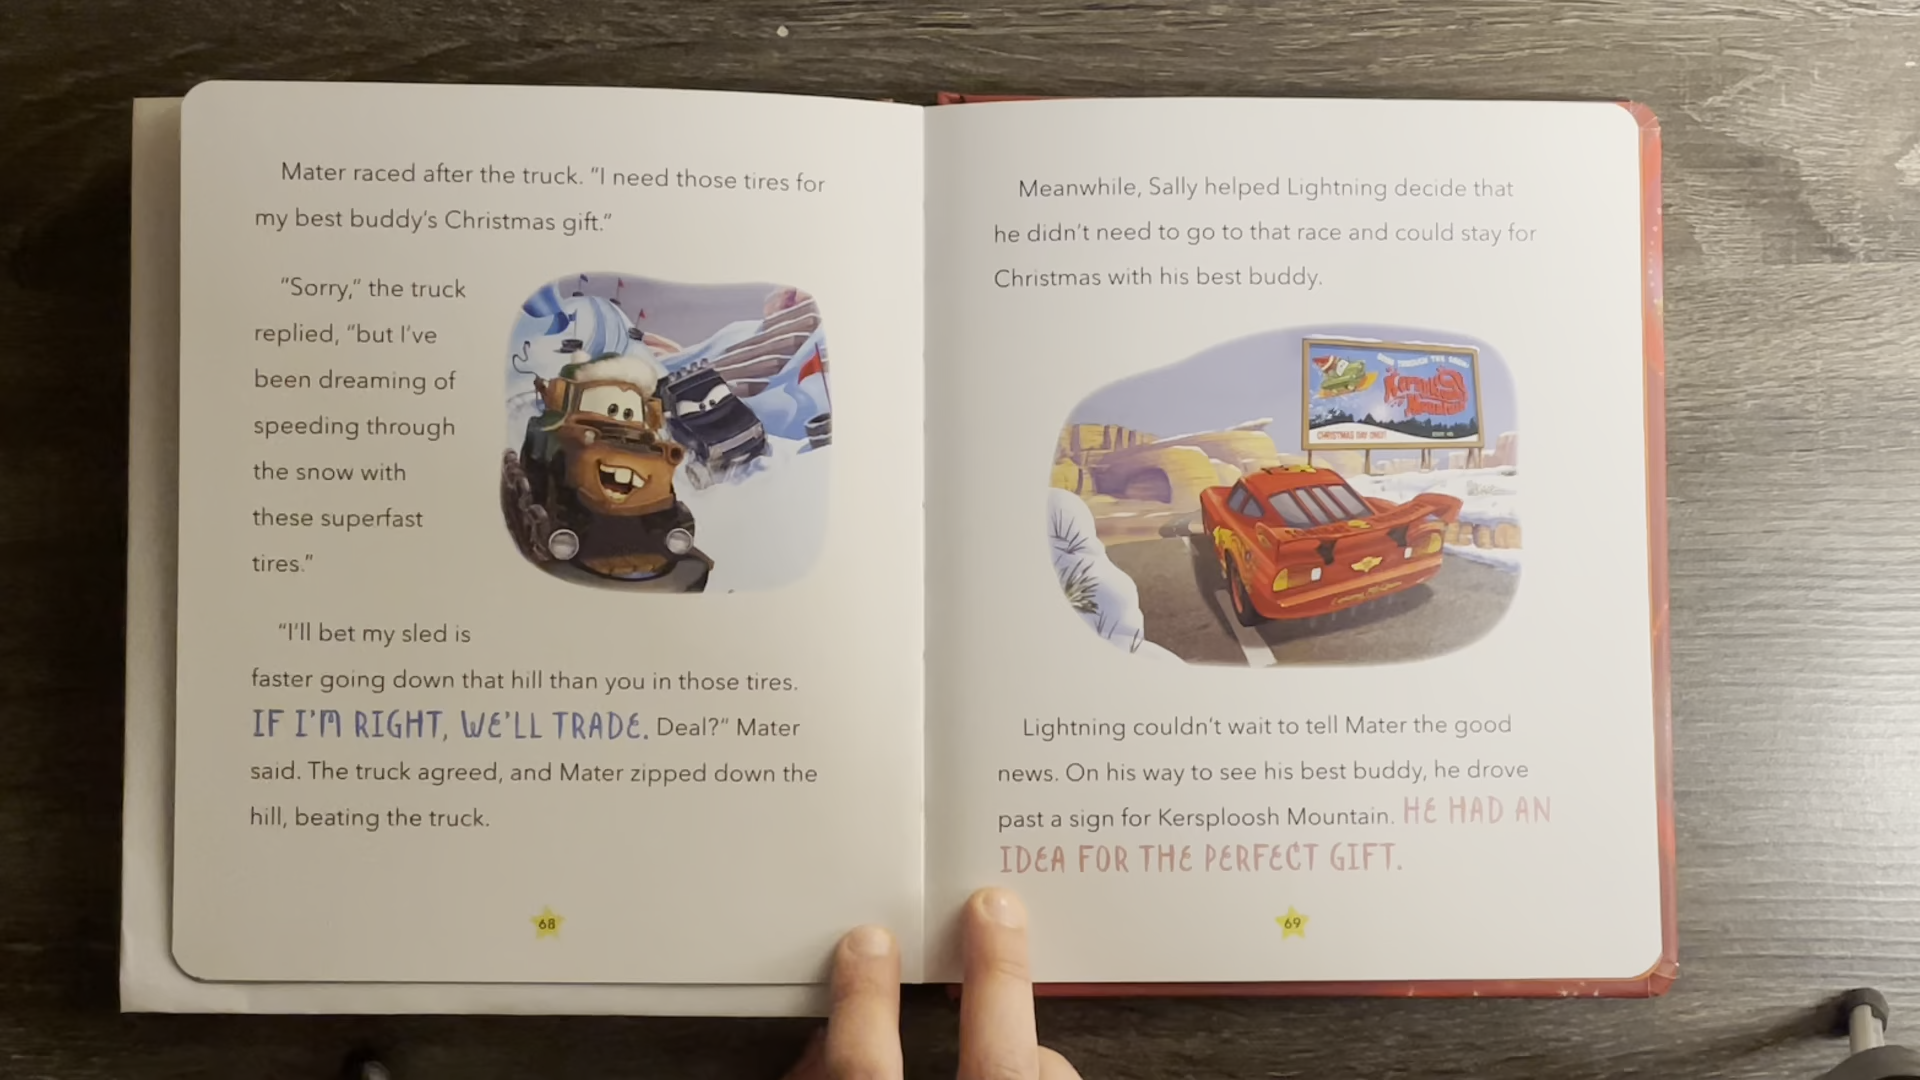 Mater raced after the truck. “I need those tires for
my best buddy’s Christmas gift.”
“Sorry,” the truck
replied, “but I’ve
been dreaming of
speeding through
the snow with
these superfast
tires.”
“I’ll bet my sled is
faster going down that hill than you in those tires.
IF I’M RIGHT, WE’LL TRADE. Deal?“ Mater
said. The truck agreed, and Mater zipped down the
hill, beating the truck.
68
Meanwhile, Sally helped Lightning decide that
he didn’t need to go to that race and could stay for
Christmas with his best buddy.
Kersploosh
Mountain
CHRISTMAS DAY ONLY!
Lightning couldn’t wait to tell Mater the good
news. On his way to see his best buddy, he drove
past a sign for Kersploosh Mountain. HE HAD AN
IDEA FOR THE PERFECT GIFT.
69